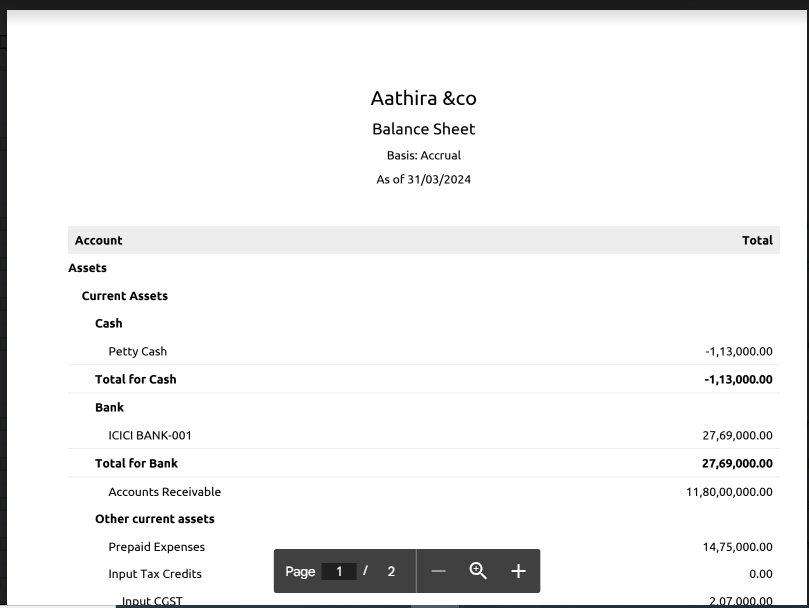 Aathira &co
Balance Sheet
Basis: Accrual
As of 31/03/2024
Account Total
Assets
Current Assets
Cash
Petty Cash -1,13,000.00
Total for Cash -1,13,000.00
Bank
ICICI BANK-001 27,69,000.00
Total for Bank 27,69,000.00
Accounts Receivable 11,80,00,000.00
Other current assets
Prepaid Expenses 14,75,000.00
Input Tax Credits 0.00
Page 1 / 2
Input CGST 2,07,000.00